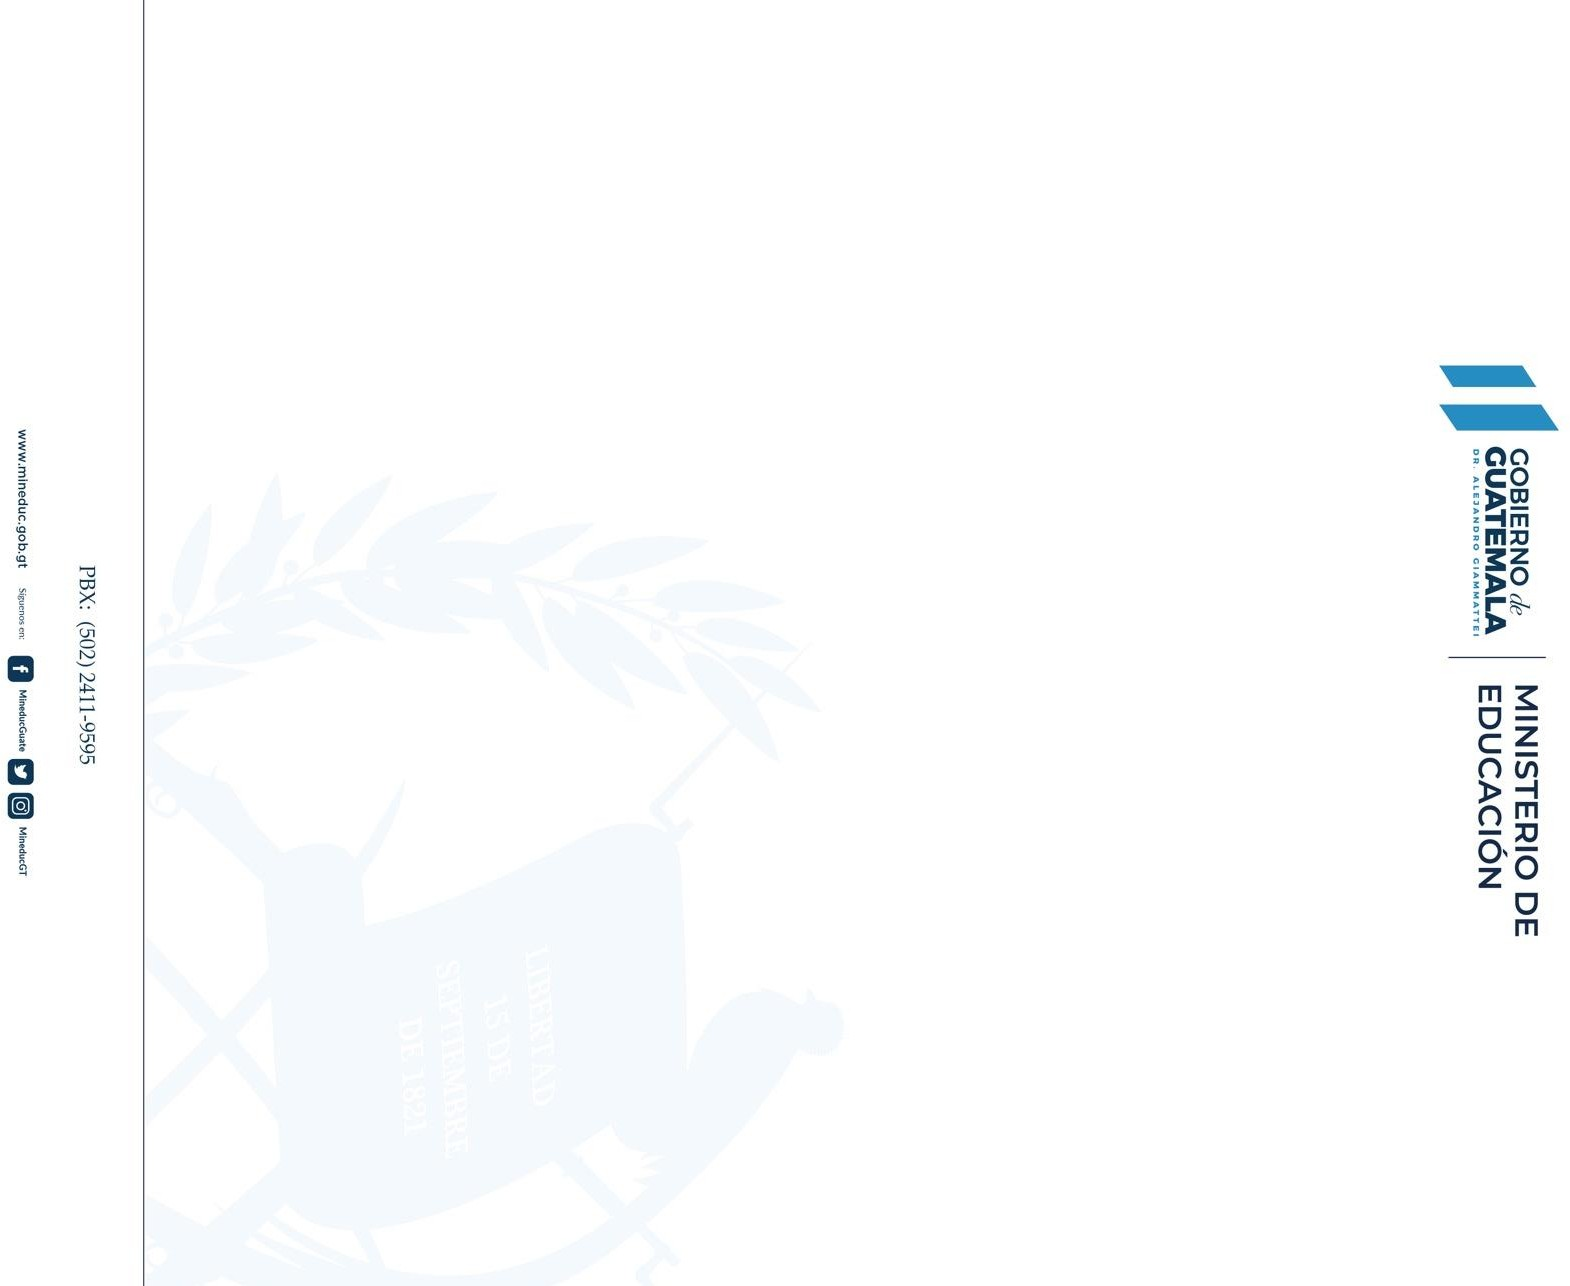 GOBIERNO de
GUATEMALA
DR. ALEJANDRO GIAMMATTEI
MINISTERIO DE
EDUCACIÓN
LIBERTAD
15 DE
SEPTIEMBRE
DE 1821
PBX: (502) 2411-9595
www.mineduc.gob.gt Síguenos en: MineducGuate MineducGT